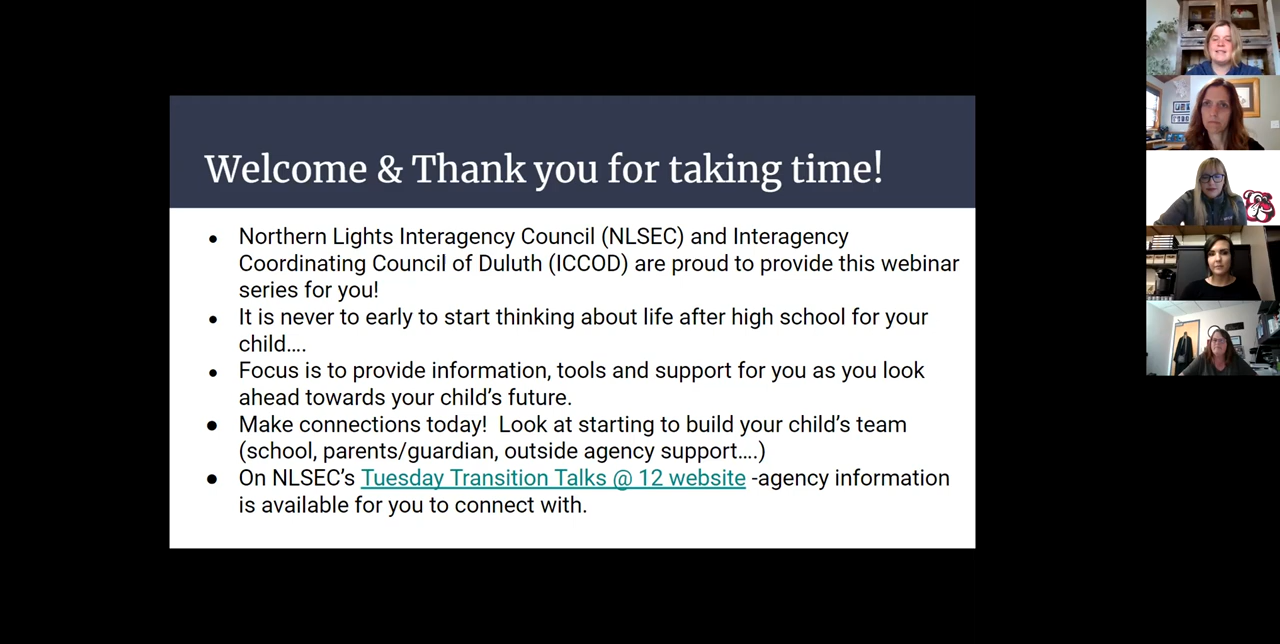 Welcome & Thank you for taking time!
● Northern Lights Interagency Council (NLSEC) and Interagency
Coordinating Council of Duluth (ICCOD) are proud to provide this webinar
series for you!
● It is never to early to start thinking about life after high school for your
child....
● Focus is to provide information, tools and support for you as you look
ahead towards your child's future.
● Make connections today!  Look at starting to build your child's team
(school, parents/guardian, outside agency support....)
● On NLSEC's Tuesday Transition Talks @ 12 website -agency information
is available for you to connect with.